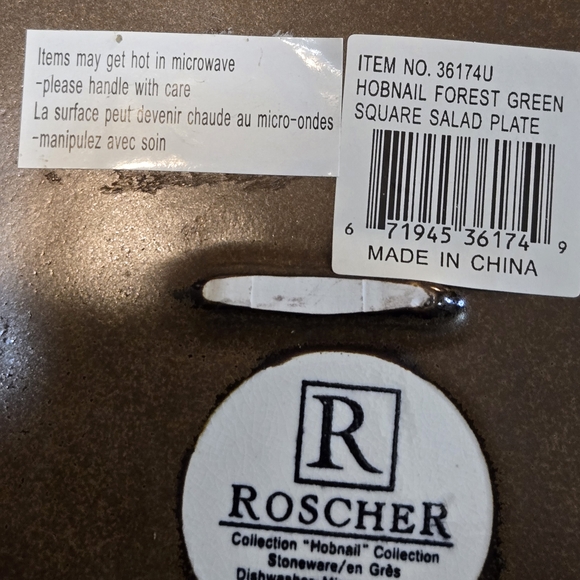 Items may get hot in microwave
-please handle with care
La surface peut devenir chaude au micro-ondes
-manipulez avec soin
ITEM NO. 36174U
HOBNAIL FOREST GREEN
SQUARE SALAD PLATE
6 71945 36174 9
MADE IN CHINA
R
ROSCHER
Collection "Hobnail" Collection
Stoneware/en Grès
Dishwasher